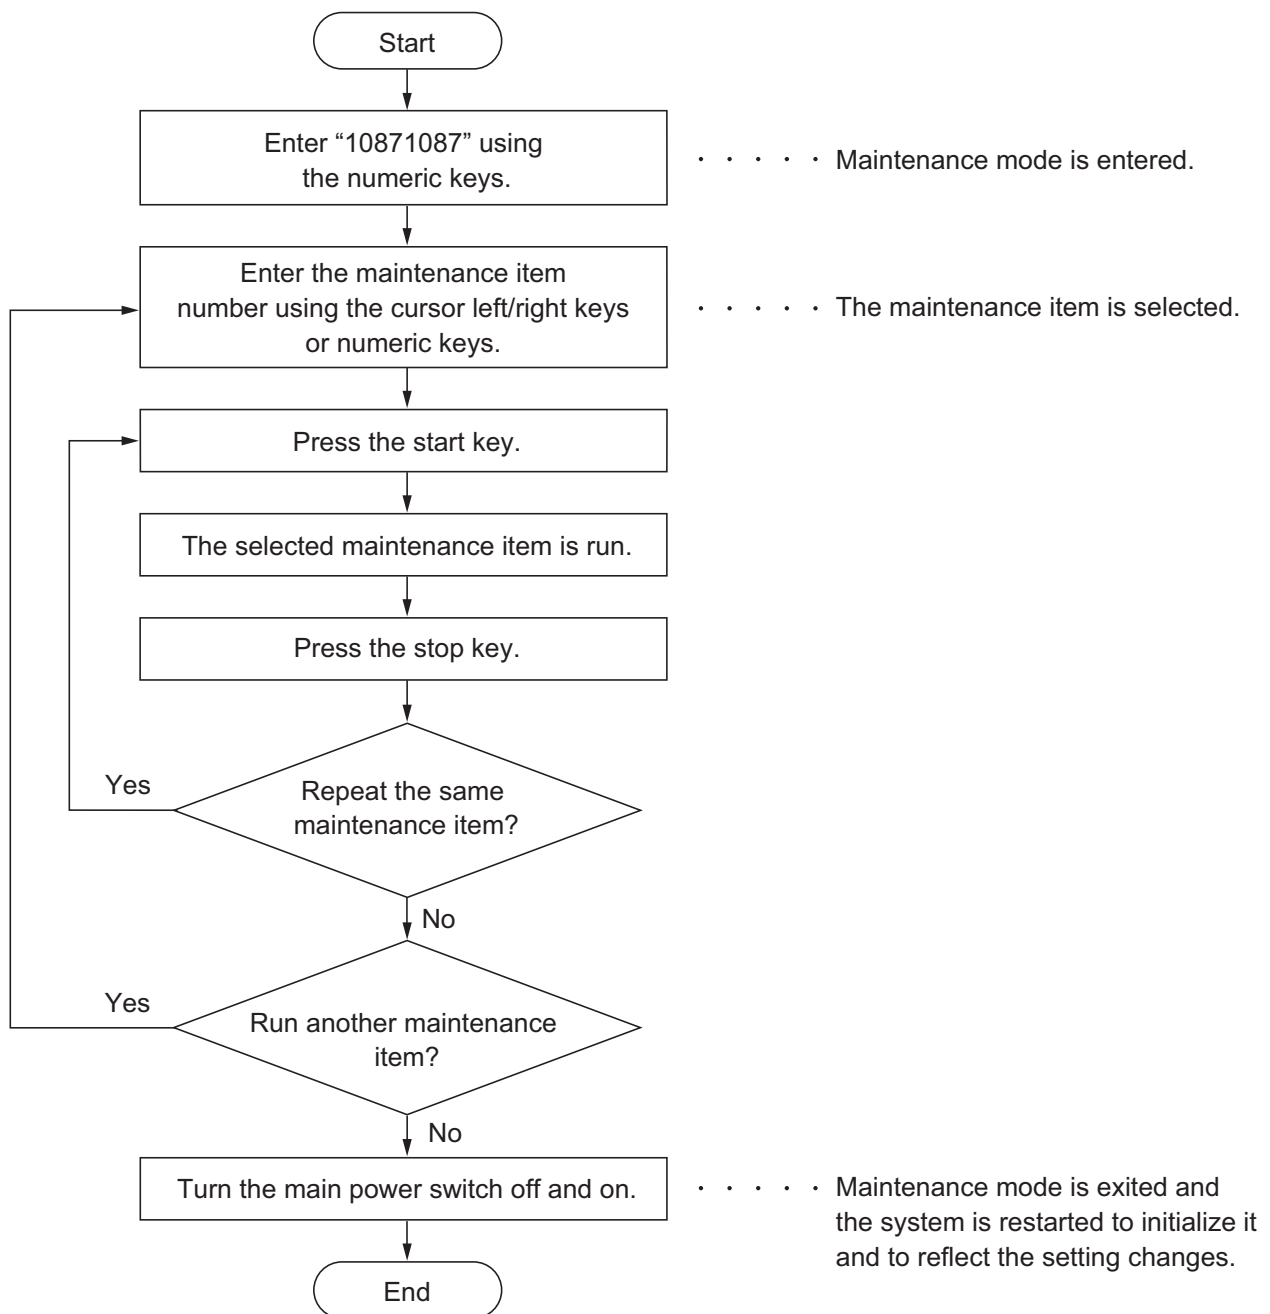 Start
Enter “10871087” using
the numeric keys.
Maintenance mode is entered.
Enter the maintenance item
number using the cursor left/right keys
or numeric keys.
The maintenance item is selected.
Press the start key.
The selected maintenance item is run.
Press the stop key.
Yes
Repeat the same
maintenance item?
No
Yes
Run another maintenance
item?
No
Turn the main power switch off and on.
Maintenance mode is exited and
the system is restarted to initialize it
and to reflect the setting changes.
End